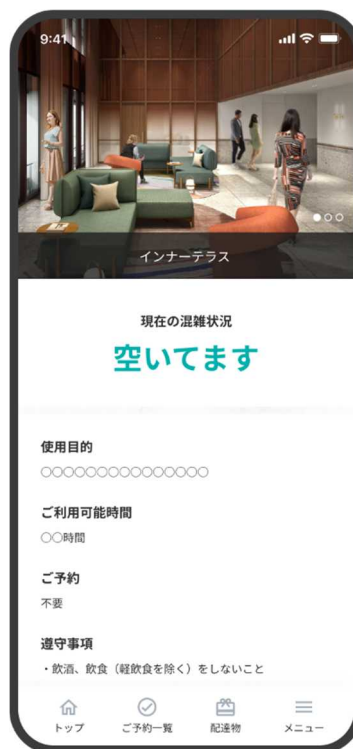 9:41
インナーテラス
現在の混雑状況
空いてます
使用目的
○○○○○○○○○○○○○○○
ご利用可能時間
○○時間
ご予約
不要
遵守事項
・飲酒、飲食（軽飲食を除く）をしないこと
トップ
ご予約一覧
配達物
メニュー